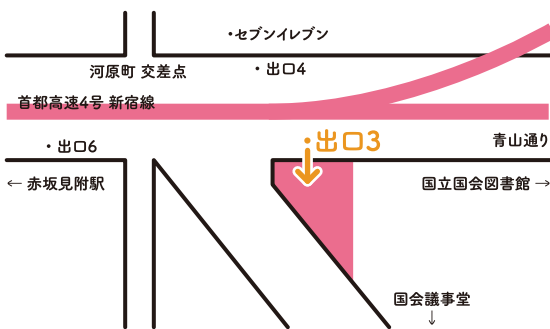 ・セブンイレブン
河原町 交差点
・出口4
首都高速4号 新宿線
・出口3
青山通り
・出口6
← 赤坂見附駅
国立国会図書館 →
国会議事堂
↓